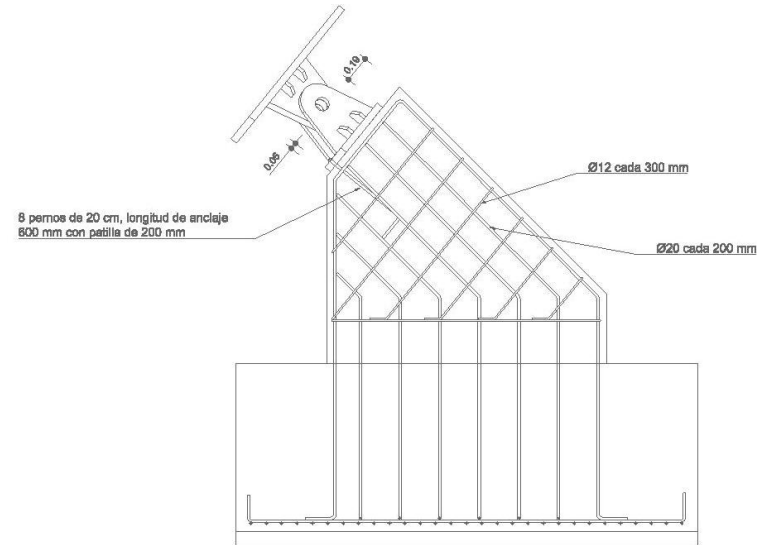 0.10
0.06
Ø12 cada 300 mm
8 pernos de 20 cm, longitud de anclaje
600 mm con patilla de 200 mm
Ø20 cada 200 mm